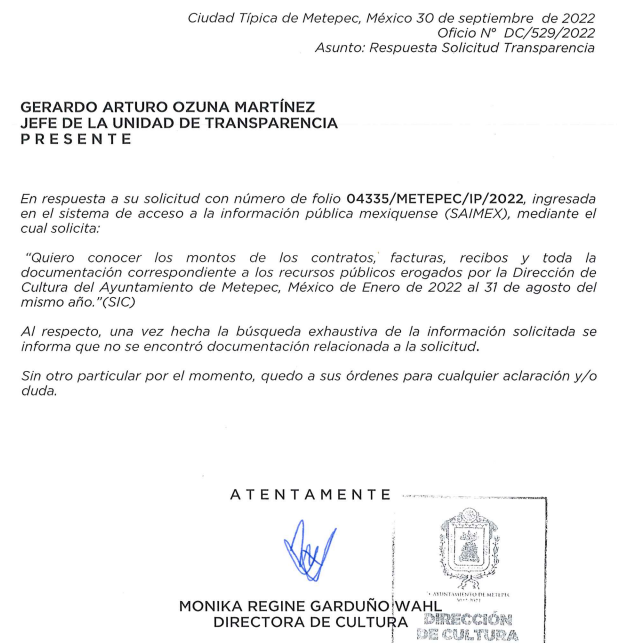 Ciudad Típica de Metepec, México 30 de septiembre de 2022
Oficio N° DC/529/2022
Asunto: Respuesta Solicitud Transparencia
GERARDO ARTURO OZUNA MARTÍNEZ
JEFE DE LA UNIDAD DE TRANSPARENCIA
P R E S E N T E
En respuesta a su solicitud con número de folio 04335/METEPEC/IP/2022, ingresada
en el sistema de acceso a la información pública mexiquense (SAIMEX), mediante el
cual solicita:
“Quiero conocer los montos de los contratos, facturas, recibos y toda la
documentación correspondiente a los recursos públicos erogados por la Dirección de
Cultura del Ayuntamiento de Metepec, México de Enero de 2022 al 31 de agosto del
mismo año.”(SIC)
Al respecto, una vez hecha la búsqueda exhaustiva de la información solicitada se
informa que no se encontró documentación relacionada a la solicitud.
Sin otro particular por el momento, quedo a sus órdenes para cualquier aclaración y/o
duda.
A T E N T A M E N T E
AYUNTAMIENTO DE METEPEC
MONIKA REGINE GARDUÑO WAHL
DIRECTORA DE CULTURA
DIRECCIÓN
DE CULTURA